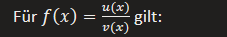 Für f(x) = u(x)/v(x) gilt: